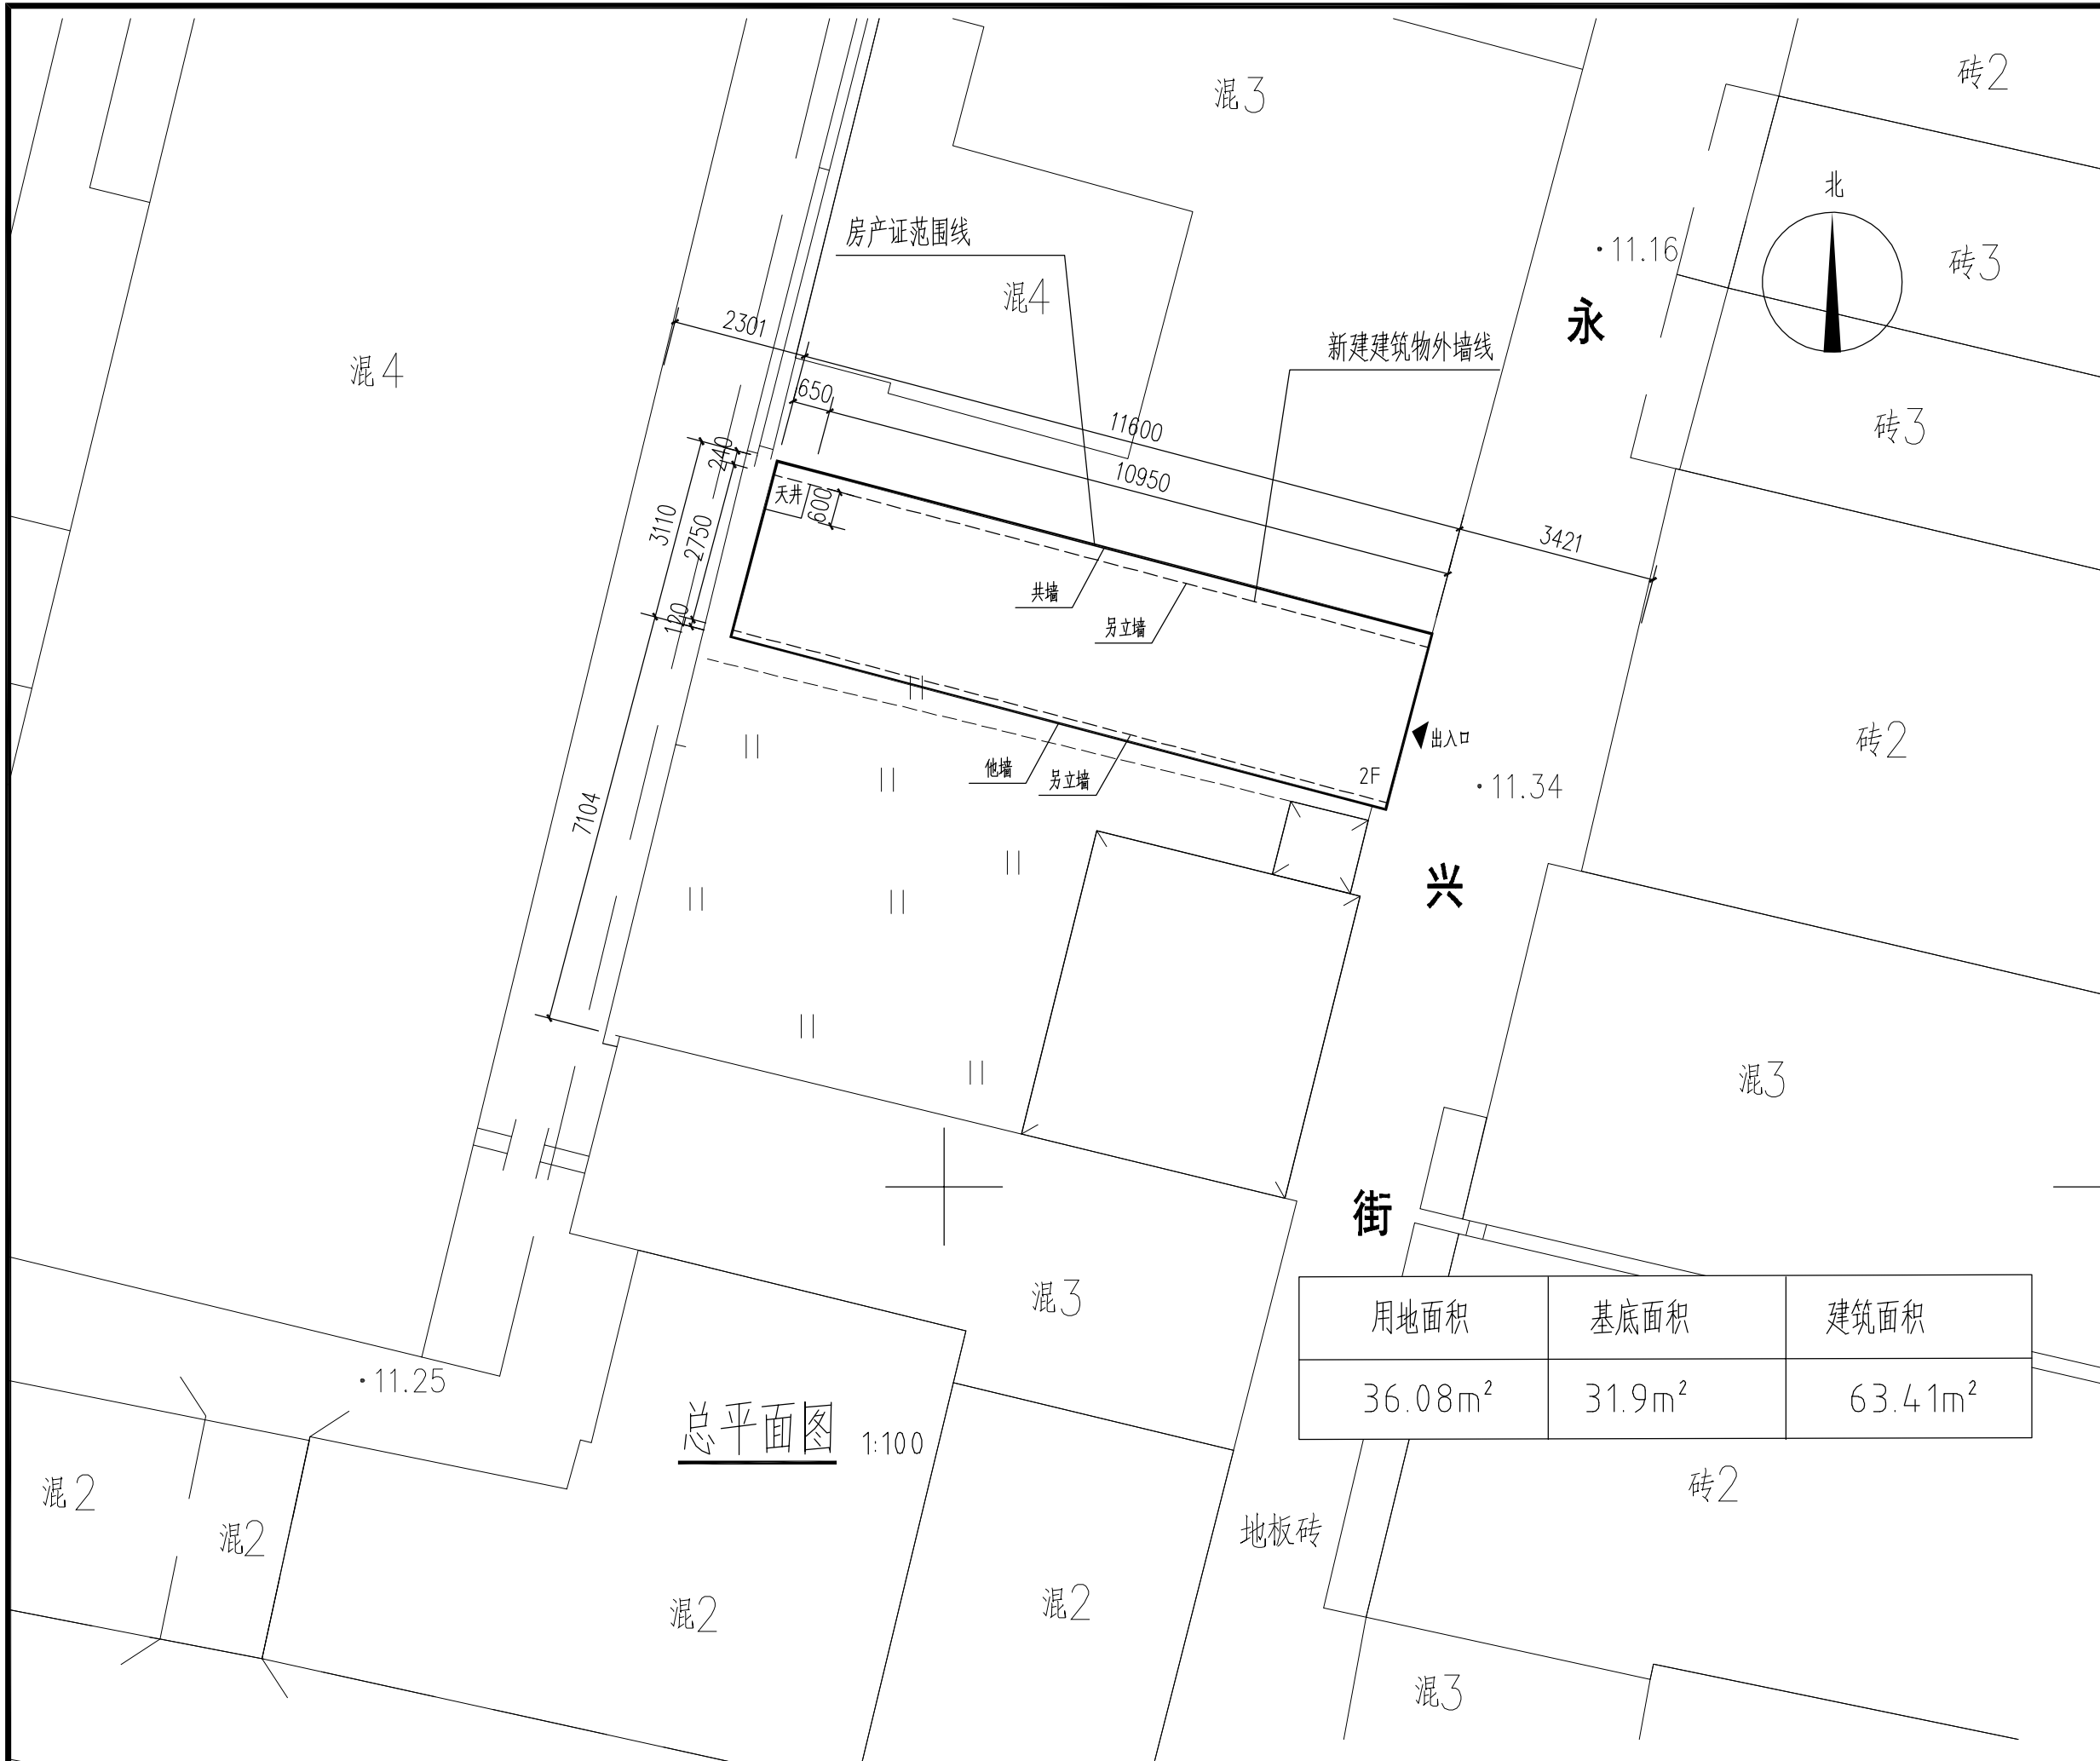 砖2
混3
北
房产证范围线
·11.16
砖3
混4
永
2301
新建建筑物外墙线
混4
650
11600
砖3
240
10950
天井
600
3110
2750
3421
共墙
120
另立墙
出入口
砖2
他墙
另立墙
2F
·11.34
7104
兴
混3
街
混3
用地面积 基底面积 建筑面积
36.08m² 31.9m² 63.41m²
·11.25
总平面图 1:100
混2
混2
砖2
地板砖
混2
混2
混3